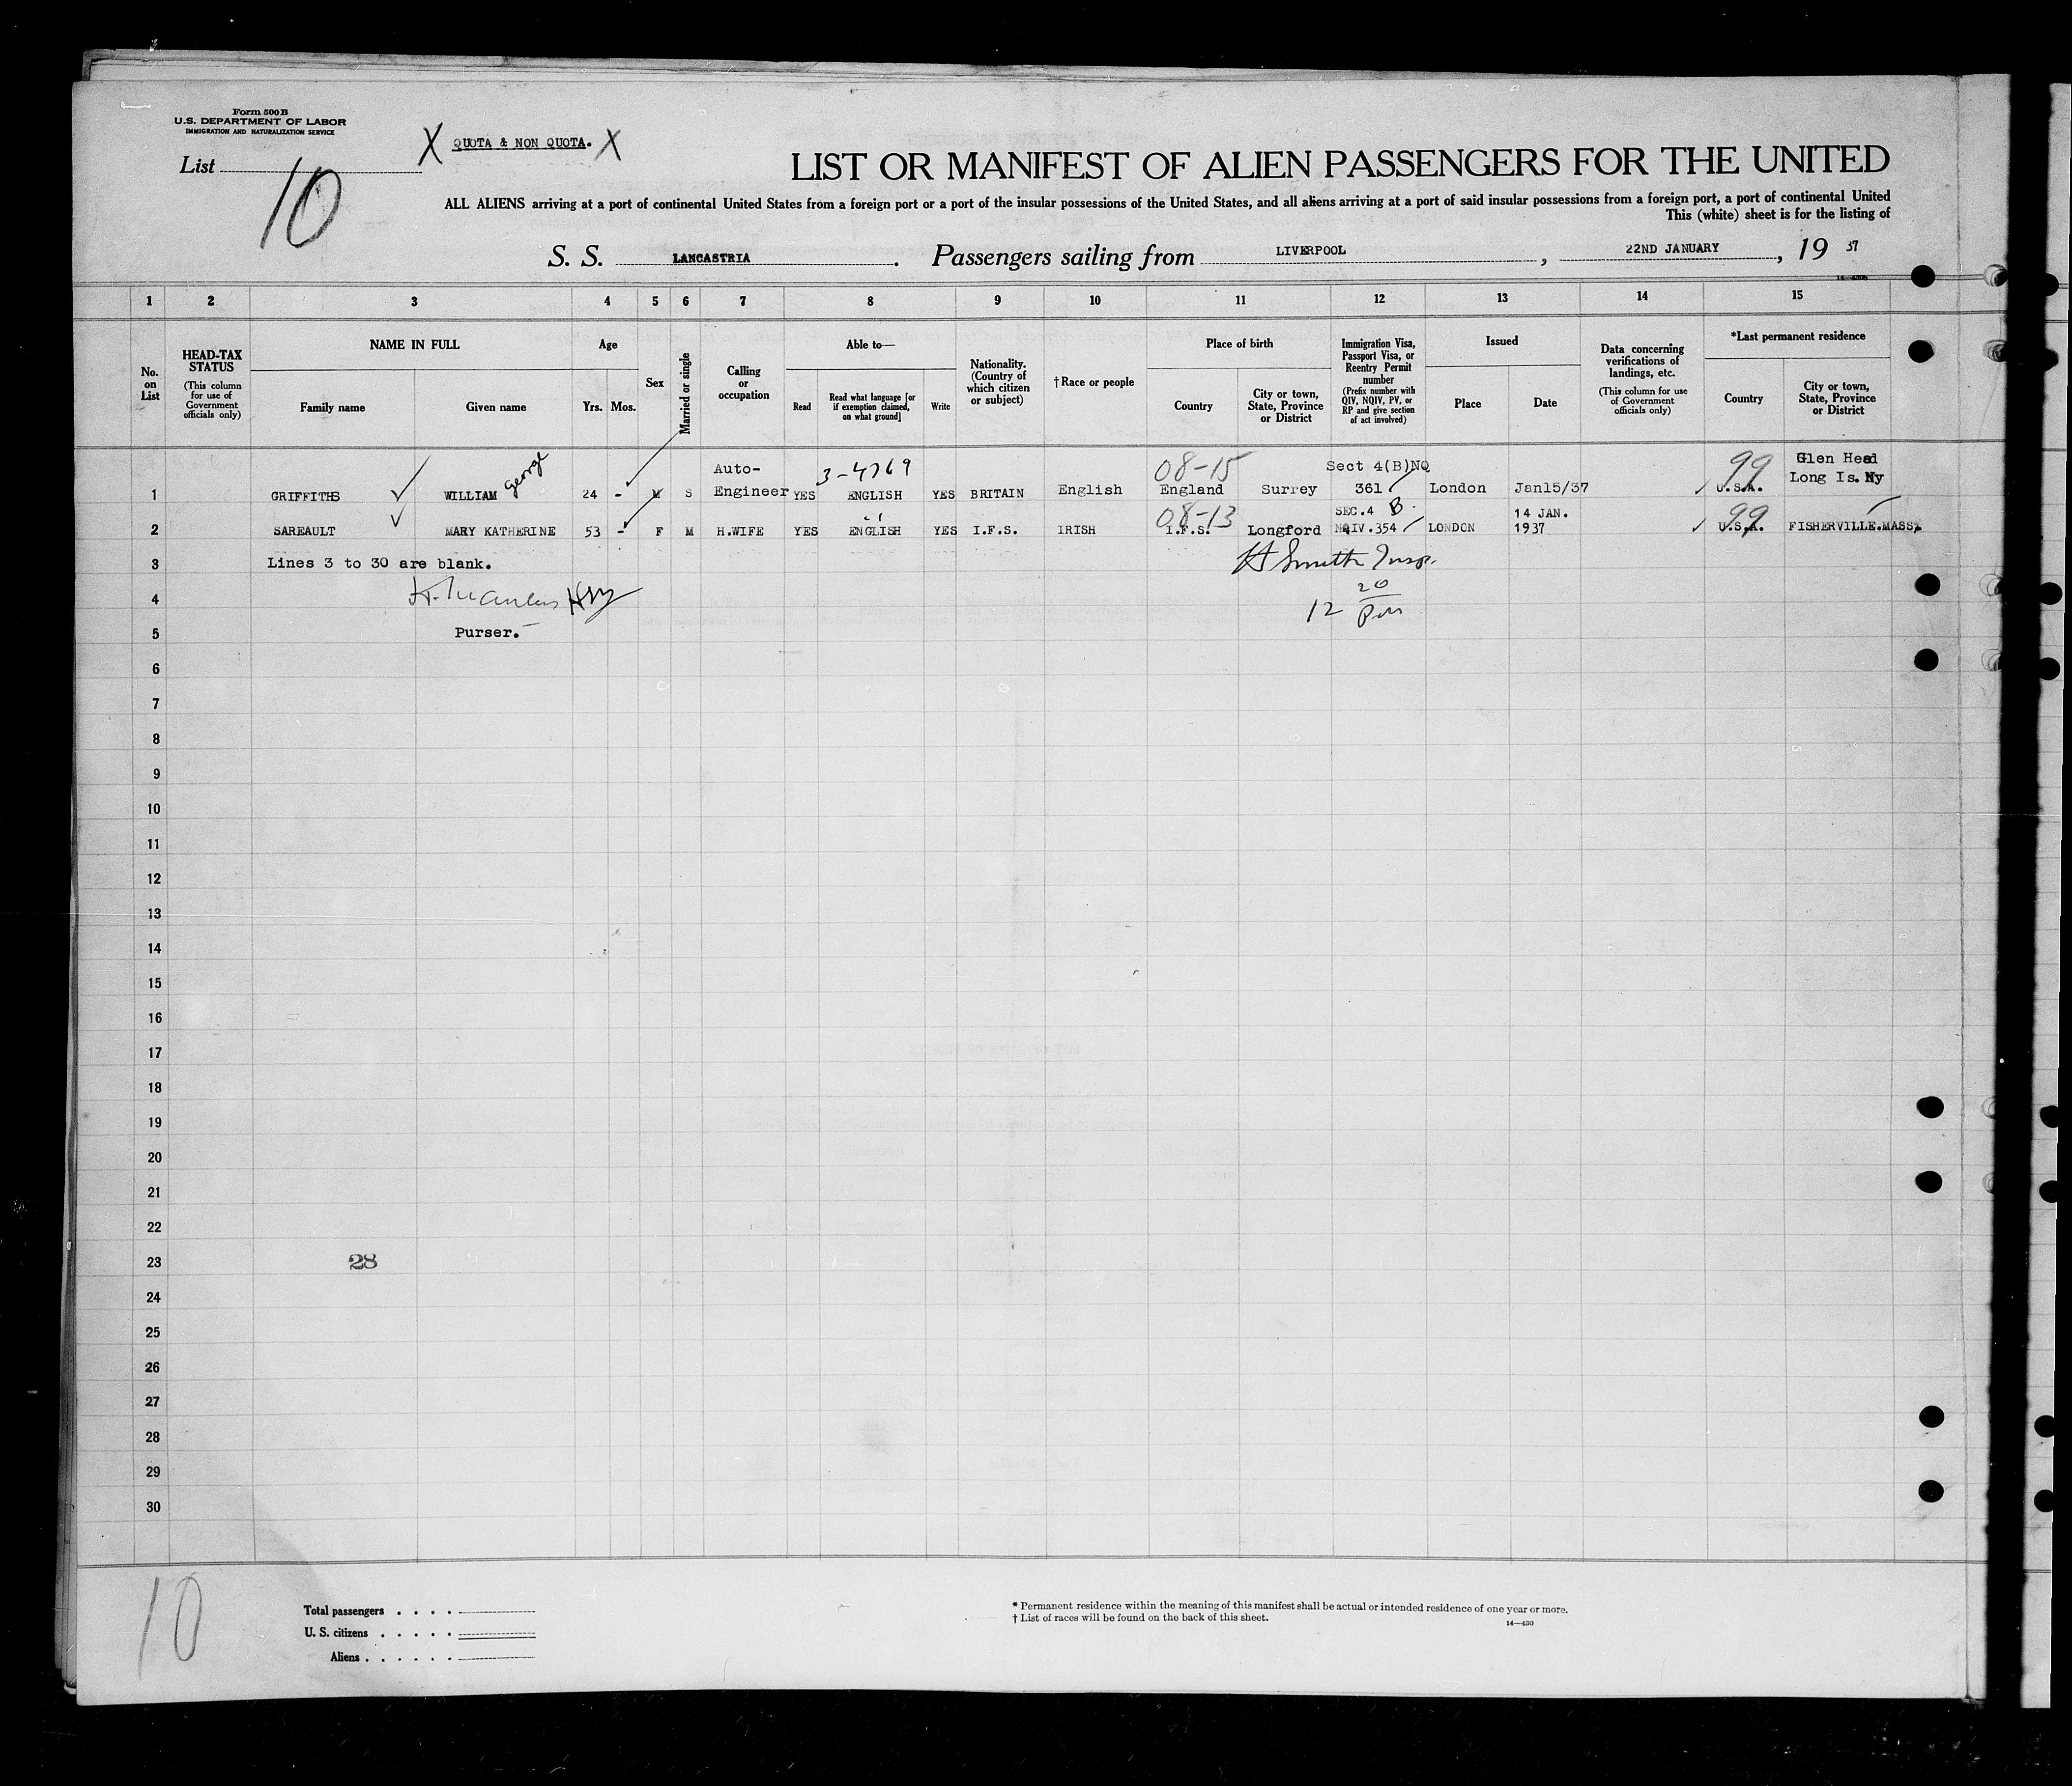 Form 500 B
U.S. DEPARTMENT OF LABOR
IMMIGRATION AND NATURALIZATION SERVICE
List
10
X QUOTA & NON QUOTA. X
LIST OR MANIFEST OF ALIEN PASSENGERS FOR THE UNITED
ALL ALIENS arriving at a port of continental United States from a foreign port or a port of the insular possessions of the United States, and all aliens arriving at a port of said insular possessions from a foreign port, a port of continental United
This (white) sheet is for the listing of
S. S. LANCASTRIA. Passengers sailing from LIVERPOOL, 22ND JANUARY, 19 37
1 2 3 4 5 6 7 8 9 10 11 12 13 14 15
No. on List
HEAD-TAX STATUS
(This column for use of Government officials only)
NAME IN FULL
Family name
Given name
Age
Yrs. Mos.
Sex
Married or single
Calling or occupation
Able to—
Read
Read what language [or if exemption claimed, on what ground]
Write
Nationality. (Country of which citizen or subject)
† Race or people
Place of birth
Country
City or town, State, Province or District
Immigration Visa, Passport Visa, or Reentry Permit number
(Prefix number with QIV, NQIV, PV, or RP and give section of act involved)
Issued
Place
Date
Data concerning verifications of landings, etc.
(This column for use of Government officials only)
*Last permanent residence
Country
City or town, State, Province or District
george Auto- 3-4769 08-15 Sect 4(B)NQ 99 Glen Head
1 GRIFFITHS WILLIAM 24 - M S Engineer YES ENGLISH YES BRITAIN English England Surrey 361 London Jan15/37 U.S.A. Long Is. Ny
08-13 SEC.4 B 14 JAN. 99
2 SAREAULT MARY KATHERINE 53 - F M H.WIFE YES ENGLISH YES I.F.S. IRISH I.F.S. Longford NQIV.354 LONDON 1937 U.S.A. FISHERVILLE.MASS.
3 Lines 3 to 30 are blank. H Smith Insp.
4 12 20 Pm
5 Purser.
6
7
8
9
10
11
12
13
14
15
16
17
18
19
20
21
22
23 28
24
25
26
27
28
29
30
10
Total passengers . . . .
U. S. citizens . . . . .
Aliens . . . . . .
* Permanent residence within the meaning of this manifest shall be actual or intended residence of one year or more.
† List of races will be found on the back of this sheet.
14—430